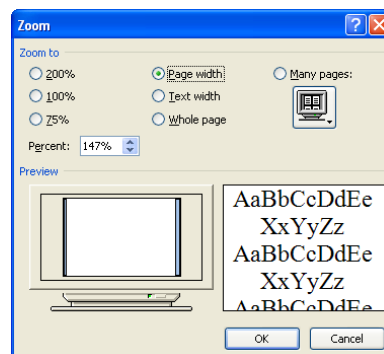 Zoom
Zoom to
200% Page width Many pages:
100% Text width
75% Whole page
Percent: 147%
Preview
AaBbCcDdEe
XxYyZz
AaBbCcDdEe
XxYyZz
AaBbCcDdEe
OK Cancel